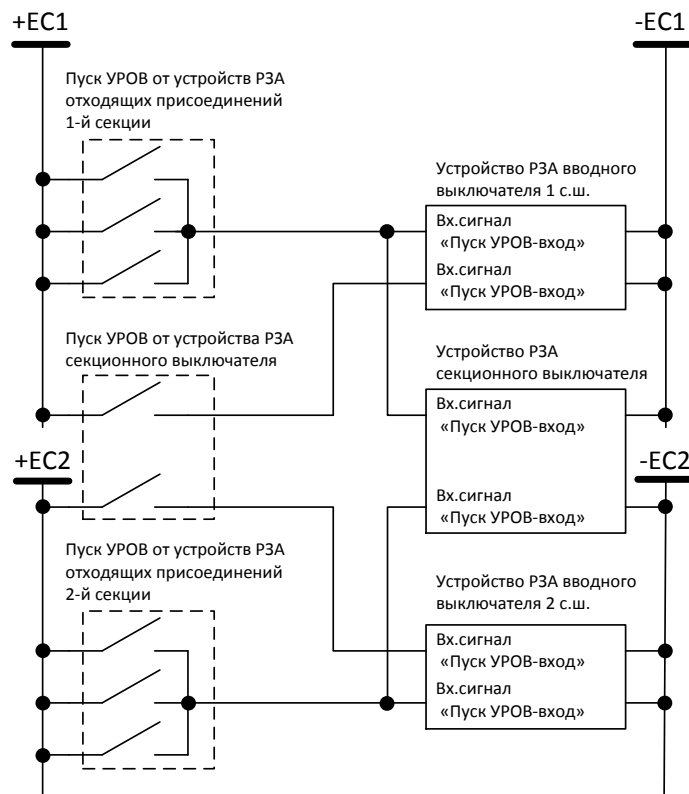 +ЕС1
-ЕС1
Пуск УРОВ от устройств РЗА
отходящих присоединений
1-й секции
Устройство РЗА вводного
выключателя 1 с.ш.
Вх.сигнал
«Пуск УРОВ-вход»
Вх.сигнал
«Пуск УРОВ-вход»
Пуск УРОВ от устройства РЗА
секционного выключателя
Устройство РЗА
секционного выключателя
Вх.сигнал
«Пуск УРОВ-вход»
+ЕС2
-ЕС2
Вх.сигнал
«Пуск УРОВ-вход»
Пуск УРОВ от устройств РЗА
отходящих присоединений
2-й секции
Устройство РЗА вводного
выключателя 2 с.ш.
Вх.сигнал
«Пуск УРОВ-вход»
Вх.сигнал
«Пуск УРОВ-вход»